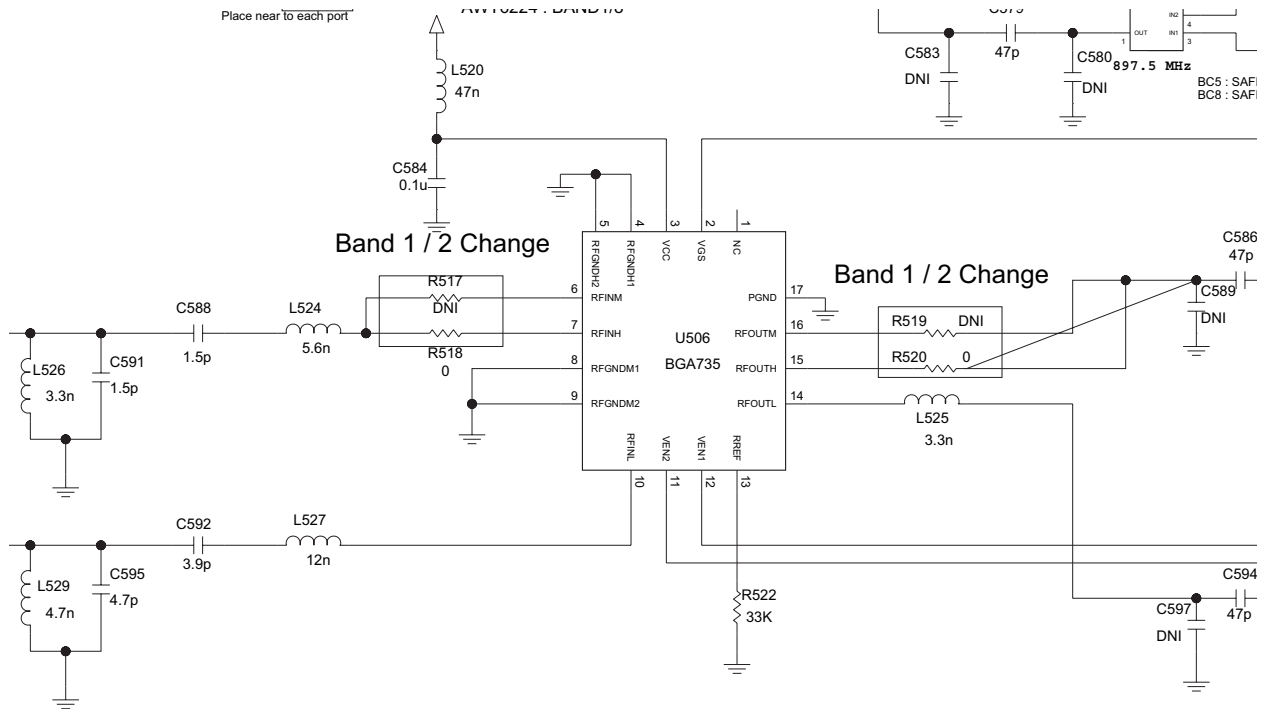 Place near to each port
C583
DNI
47p
C580
DNI
OUT
1
IN2
4
IN1
3
897.5 MHz
BC5 : SAFI
BC8 : SAFI
L520
47n
C584
0.1u
Band 1 / 2 Change
R517
DNI
R518
0
C588
1.5p
L524
5.6n
L526
3.3n
C591
1.5p
5
4
3
2
1
RFGNDH2
RFGNDH1
VCC
VGS
NC
6
RFINM
7
RFINH
8
RFGNDM1
9
RFGNDM2
U506
BGA735
PGND
17
RFOUTM
16
RFOUTH
15
RFOUTL
14
RFINL
VEN2
VEN1
RREF
10
11
12
13
Band 1 / 2 Change
R519
DNI
R520
0
C586
47p
C589
DNI
L525
3.3n
C592
3.9p
L527
12n
L529
4.7n
C595
4.7p
R522
33K
C594
47p
C597
DNI